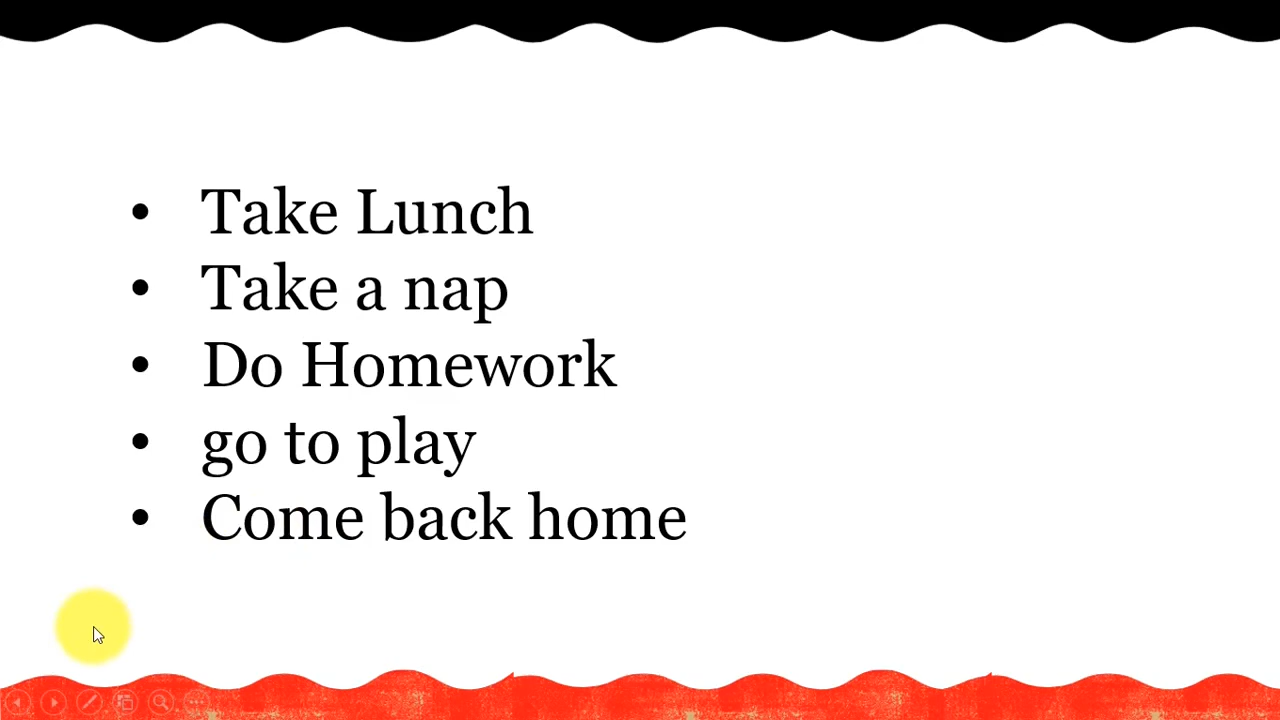 • Take Lunch
• Take a nap
• Do Homework
• go to play
• Come back home